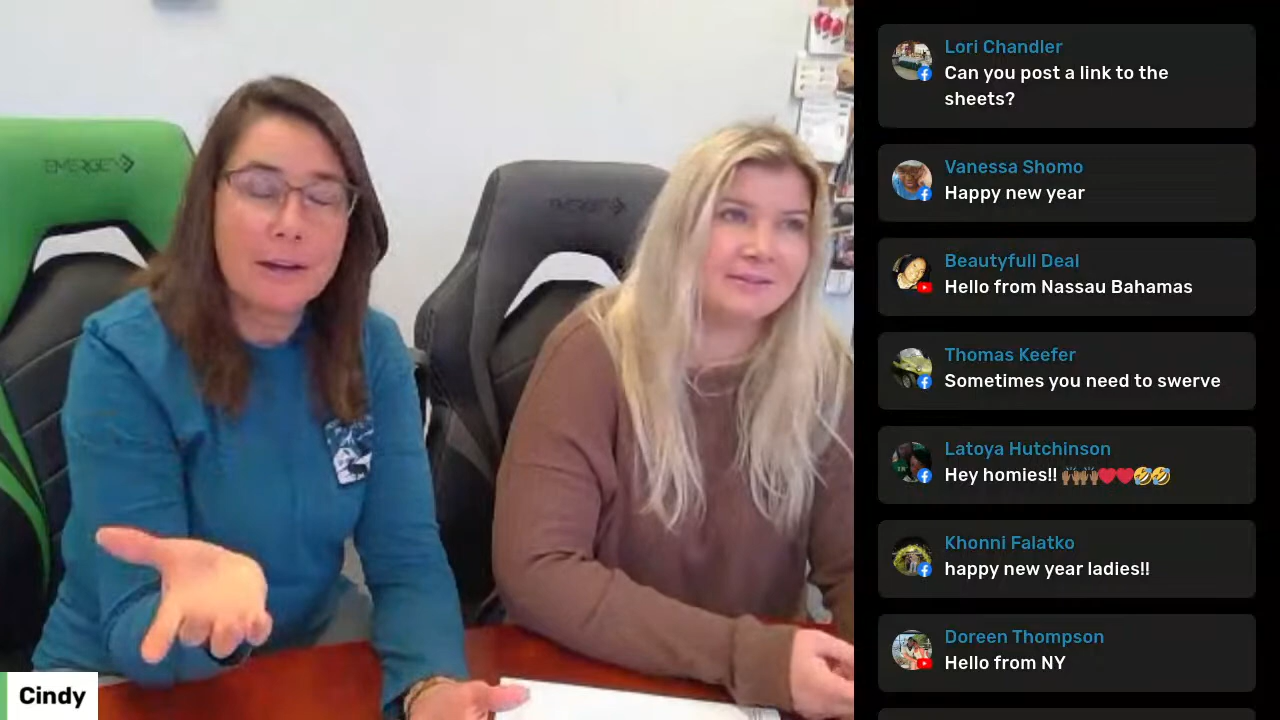 EMERGE
EMERGE
Cindy
Lori Chandler
Can you post a link to the
sheets?
Vanessa Shomo
Happy new year
Beautyfull Deal
Hello from Nassau Bahamas
Thomas Keefer
Sometimes you need to swerve
Latoya Hutchinson
Hey homies!! 🙌🏾🙌🏾❤️❤️🤣🤣
Khonni Falatko
happy new year ladies!!
Doreen Thompson
Hello from NY